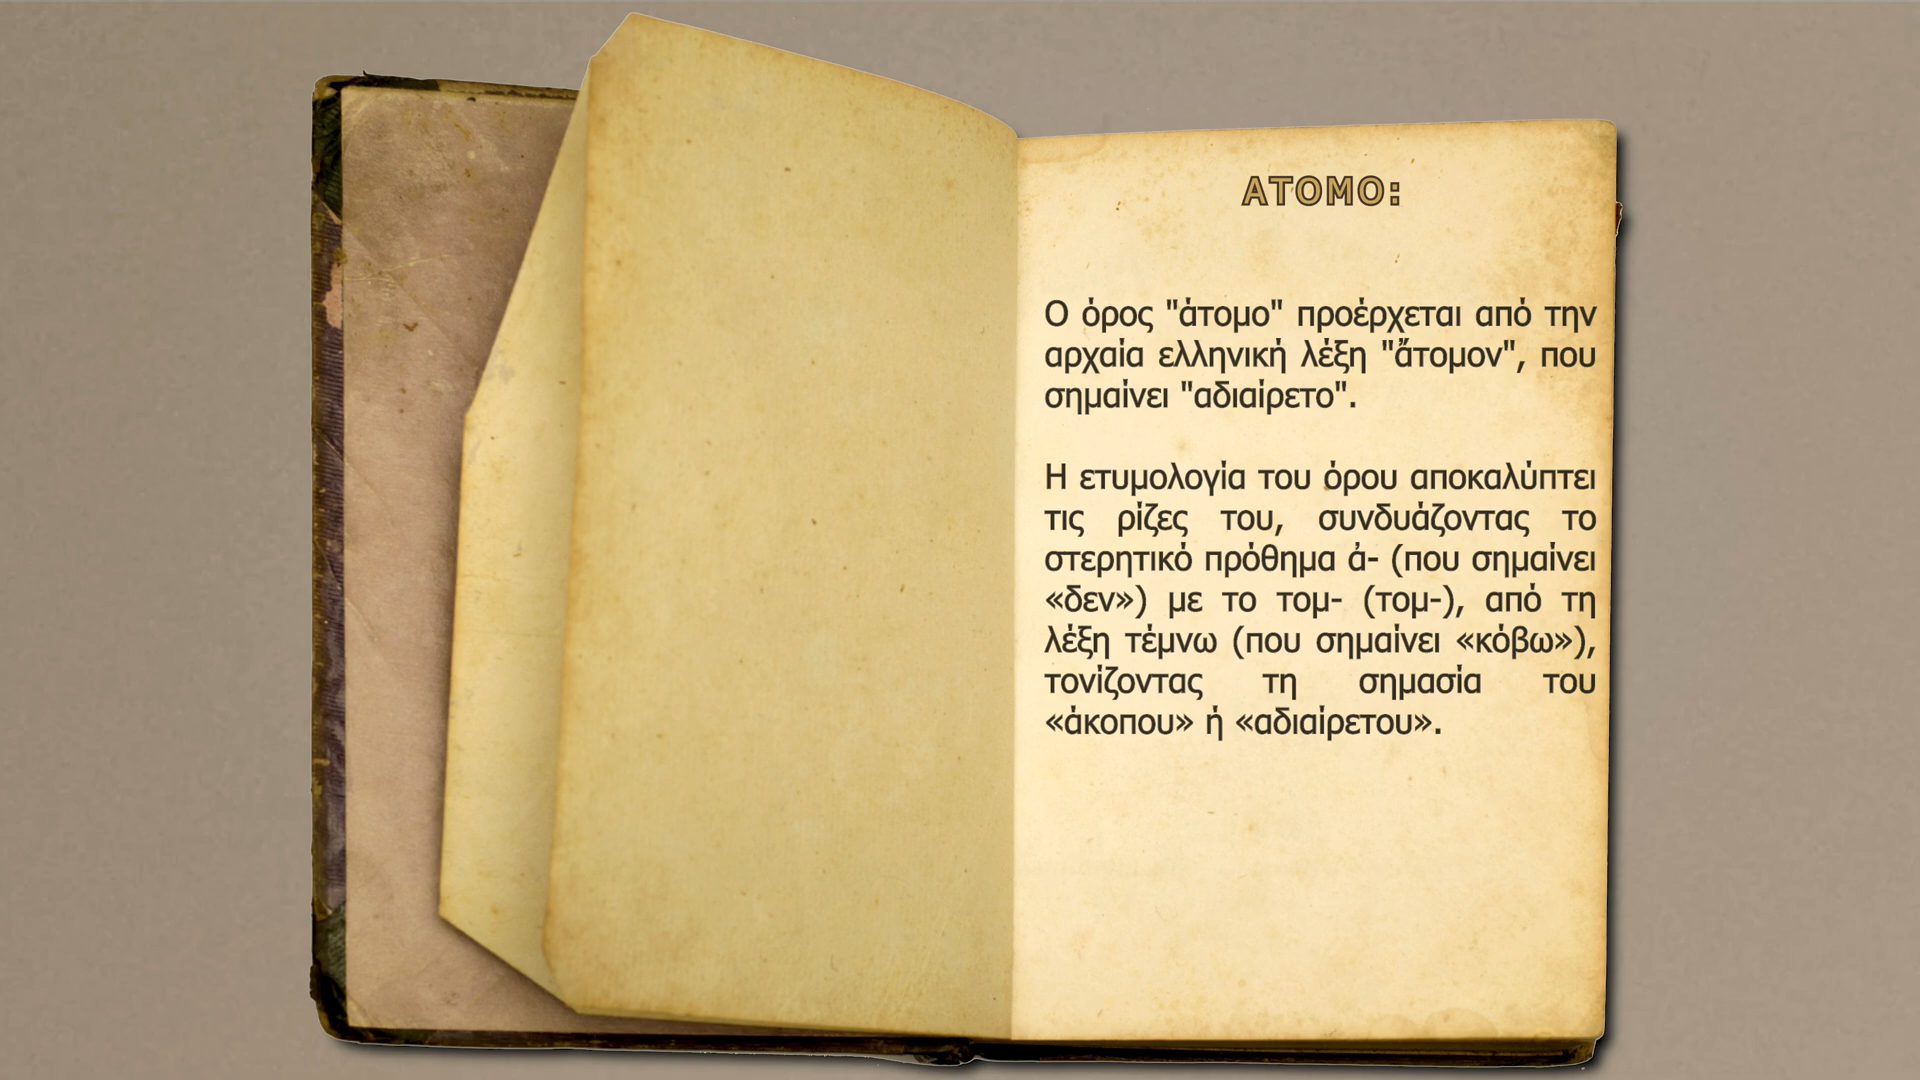 ΑΤΟΜΟ:
Ο όρος "άτομο" προέρχεται από την
αρχαία ελληνική λέξη "ἄτομον", που
σημαίνει "αδιαίρετο".
Η ετυμολογία του όρου αποκαλύπτει
τις ρίζες του, συνδυάζοντας το
στερητικό πρόθημα ἀ- (που σημαίνει
«δεν») με το τομ- (τομ-), από τη
λέξη τέμνω (που σημαίνει «κόβω»),
τονίζοντας τη σημασία του
«άκοπου» ή «αδιαίρετου».